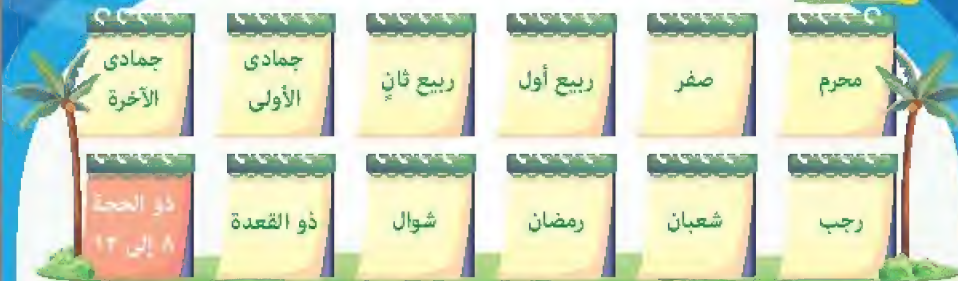 محرم
صفر
ربيع أول
ربيع ثانٍ
جمادى
الأولى
جمادى
الآخرة
رجب
شعبان
رمضان
شوال
ذو القعدة
ذو الحجة
٨ إلى ١٣